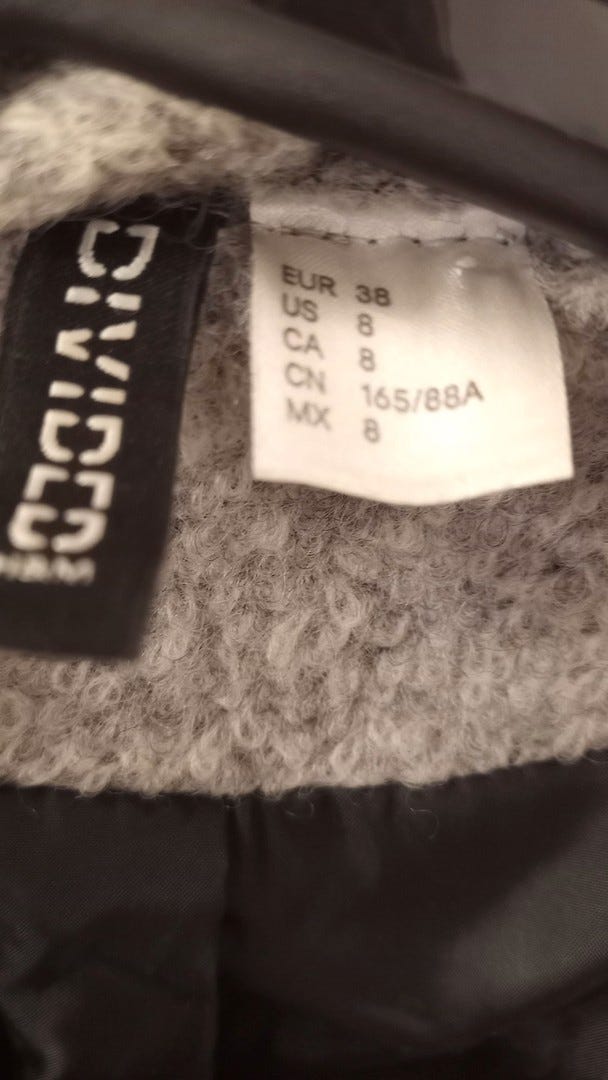 DIVIDED
H&M
EUR 38
US 8
CA 8
CN 165/88A
MX 8